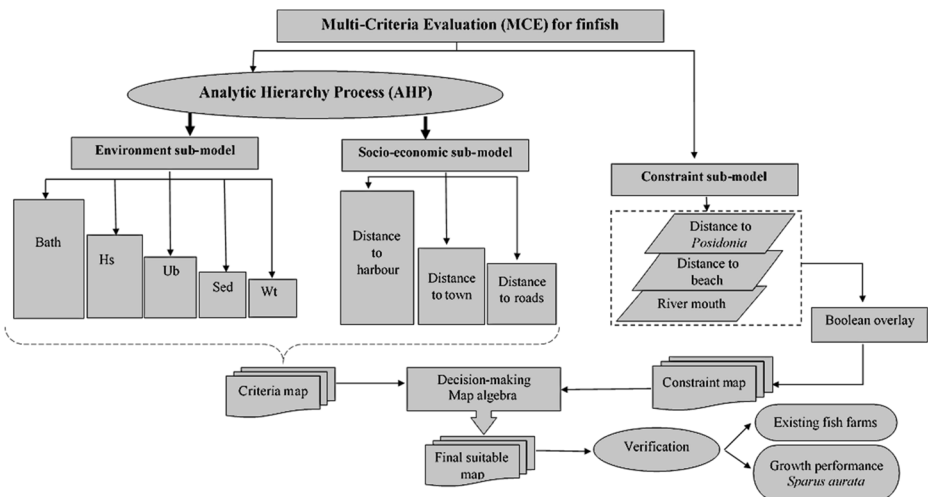 Multi-Criteria Evaluation (MCE) for finfish
Analytic Hierarchy Process (AHP)
Environment sub-model
Socio-economic sub-model
Constraint sub-model
Bath
Hs
Ub
Sed
Wt
Distance
to
harbour
Distance
to town
Distance
to roads
Distance to
Posidonia
Distance to
beach
River mouth
Boolean overlay
Criteria map
Decision-making
Map algebra
Constraint map
Final suitable
map
Verification
Existing fish farms
Growth performance
Sparus aurata